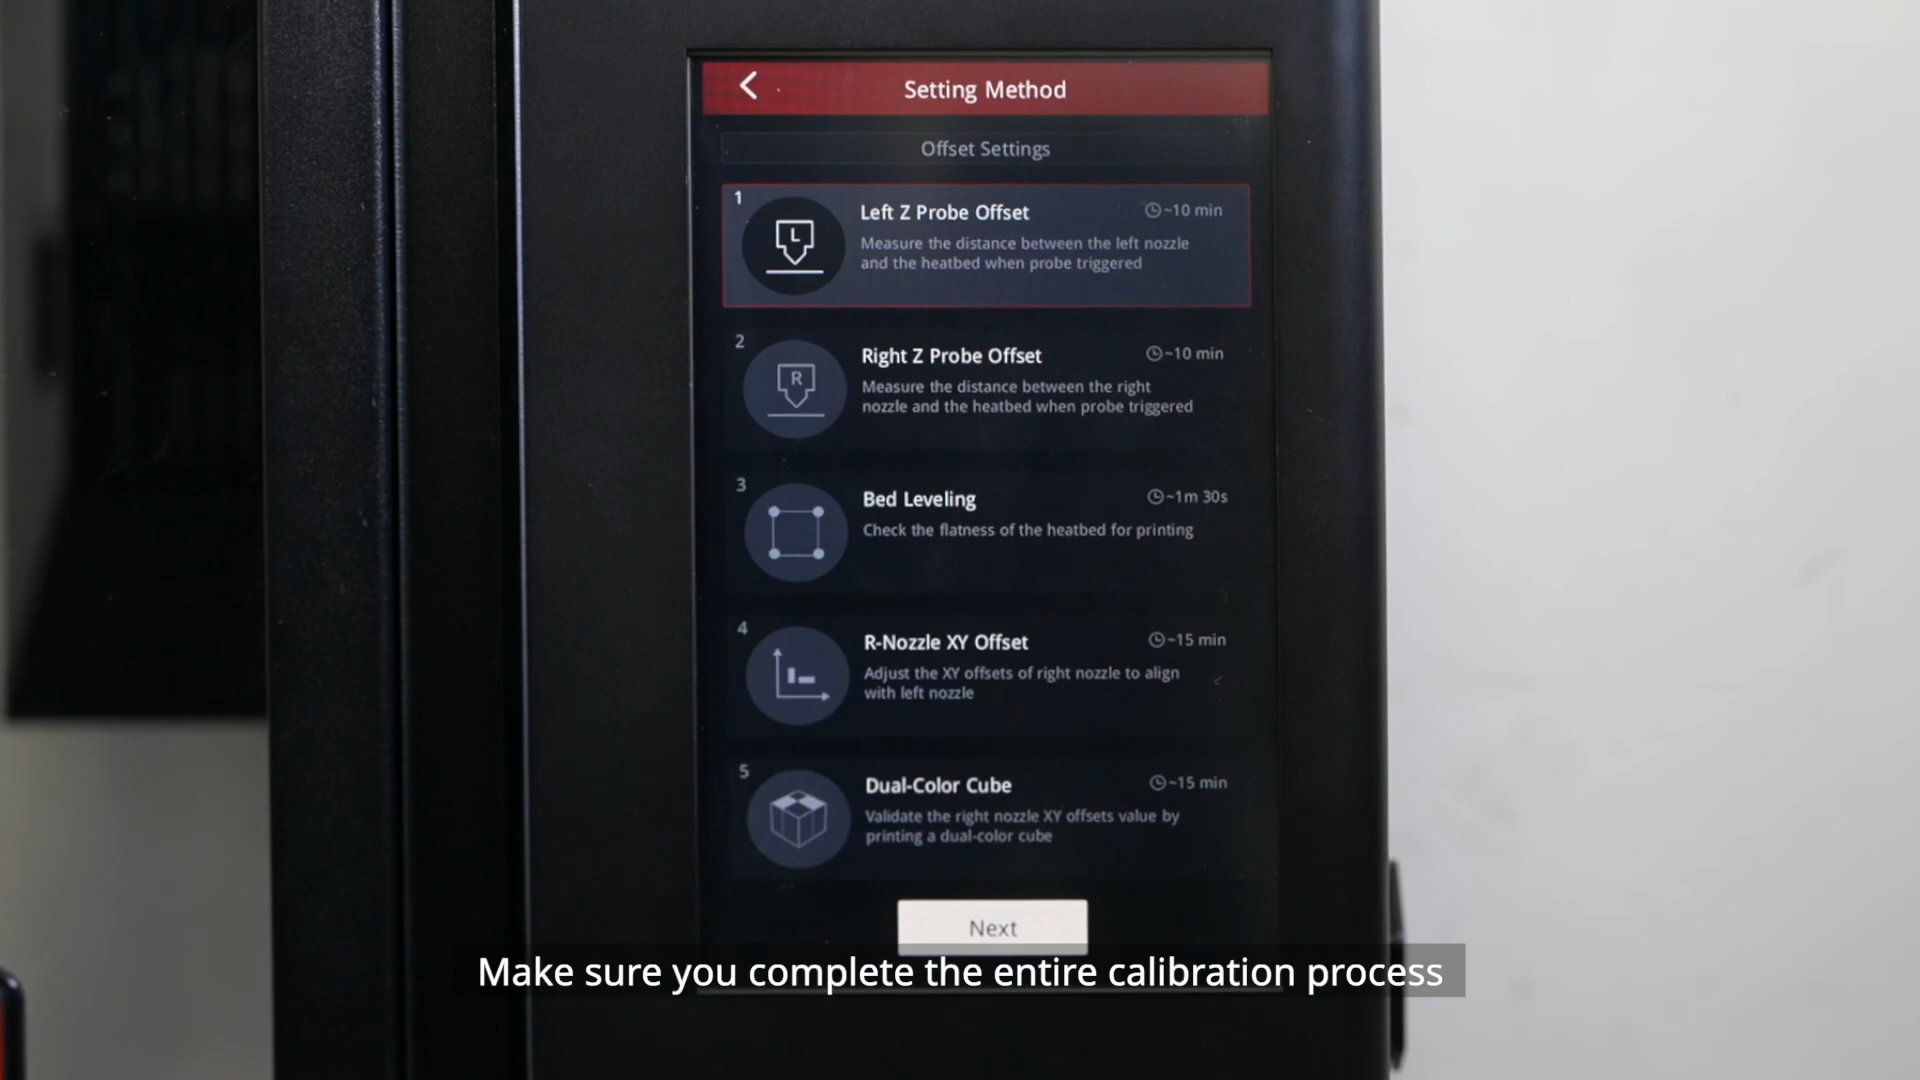 Setting Method
Offset Settings
1
L
Left Z Probe Offset
~10 min
Measure the distance between the left nozzle
and the heatbed when probe triggered
2
R
Right Z Probe Offset
~10 min
Measure the distance between the right
nozzle and the heatbed when probe triggered
3
Bed Leveling
~1m 30s
Check the flatness of the heatbed for printing
4
R-Nozzle XY Offset
~15 min
Adjust the XY offsets of right nozzle to align
with left nozzle
5
Dual-Color Cube
~15 min
Validate the right nozzle XY offsets value by
printing a dual-color cube
Next
Make sure you complete the entire calibration process